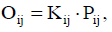 Oᵢⱼ = Kᵢⱼ · Pᵢⱼ,